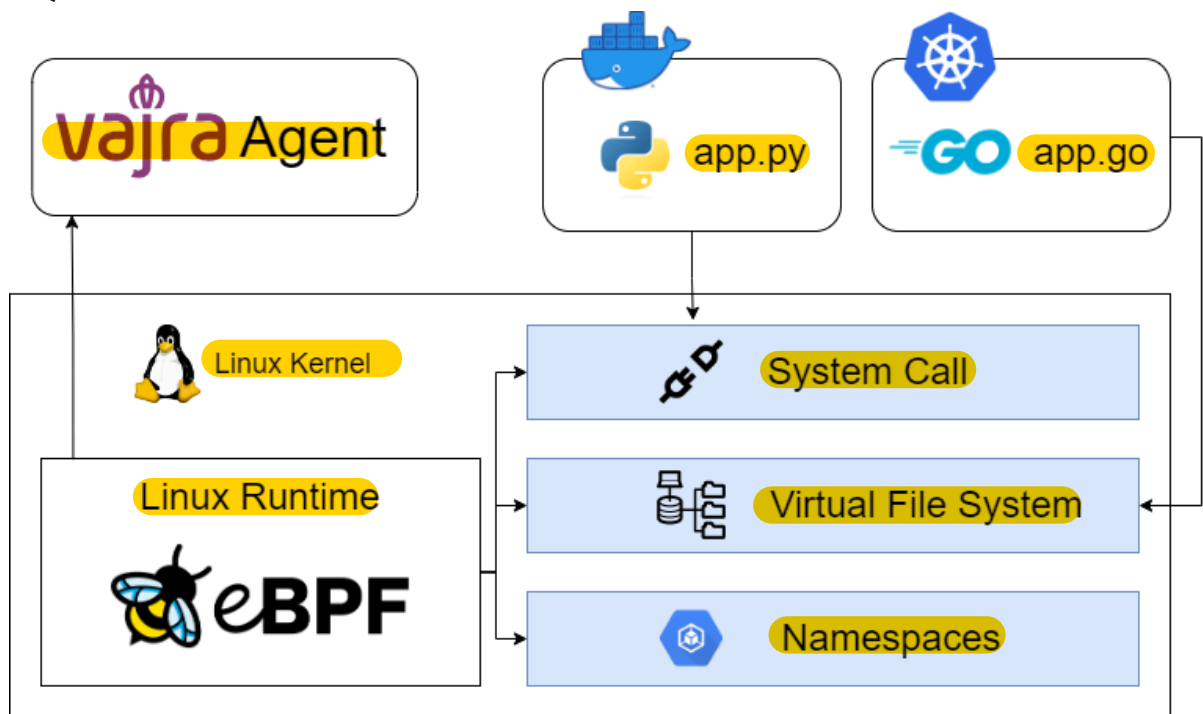 vajra Agent
app.py
GO app.go
Linux Kernel
System Call
Linux Runtime
Virtual File System
eBPF
Namespaces